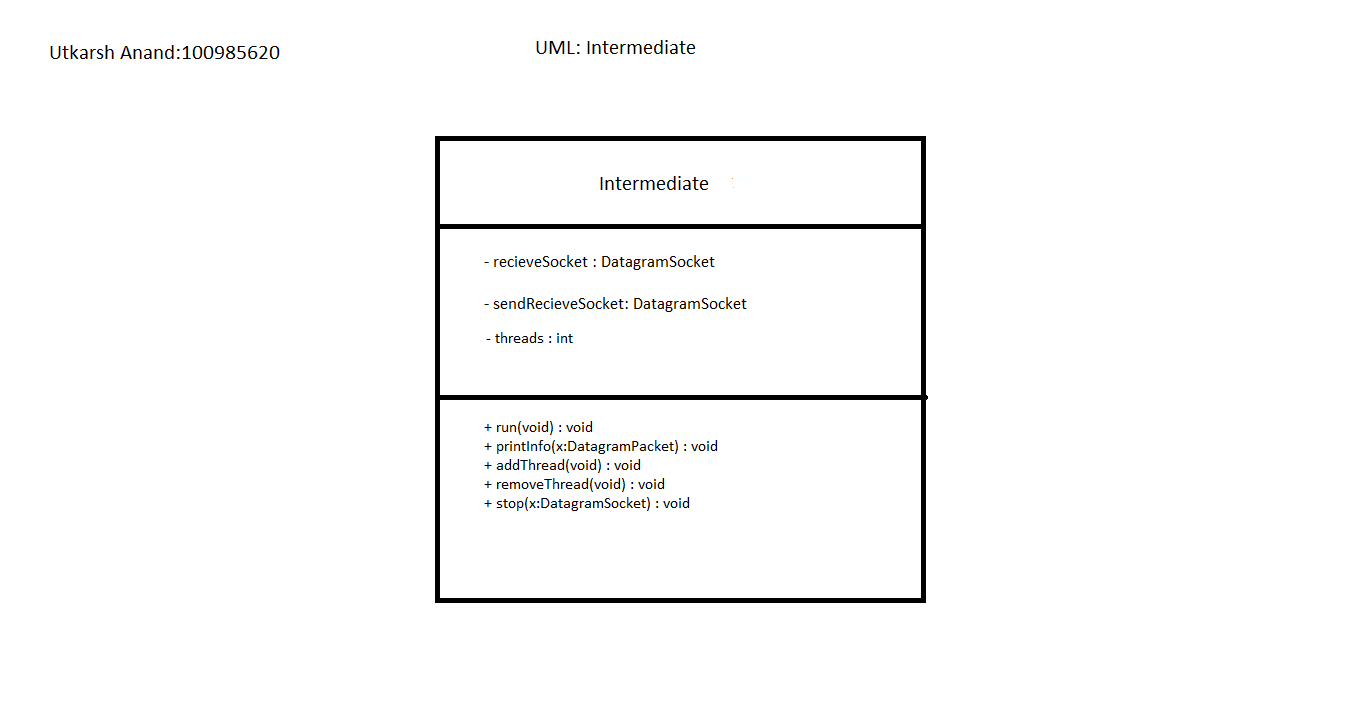 Utkarsh Anand:100985620
UML: Intermediate
Intermediate
- recieveSocket : DatagramSocket
- sendRecieveSocket: DatagramSocket
- threads : int
+ run(void) : void
+ printInfo(x:DatagramPacket) : void
+ addThread(void) : void
+ removeThread(void) : void
+ stop(x:DatagramSocket) : void